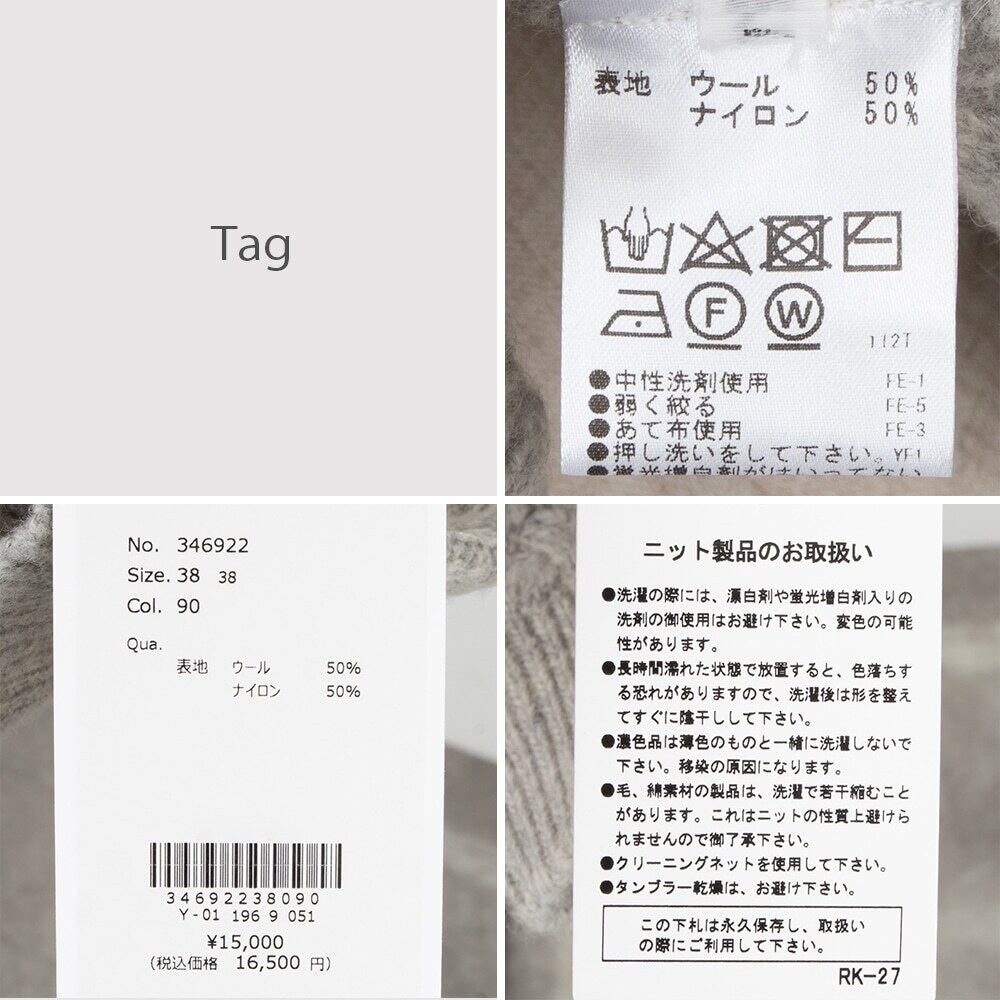 Tag
表地 ウール 50%
ナイロン 50%
F W
112T
●中性洗剤使用 FE-1
●弱く絞る FE-5
●あて布使用 FE-3
●押し洗いをして下さい。YF1
●蛍光増白剤がはいってない
No. 346922
Size. 38 38
Col. 90
Qua.
表地 ウール 50%
ナイロン 50%
34692238090
Y-01 196 9 051
¥15,000
(税込価格 16,500 円)
ニット製品のお取扱い
●洗濯の際には、漂白剤や蛍光増白剤入りの
洗剤の御使用はお避け下さい。変色の可能
性があります。
●長時間濡れた状態で放置すると、色落ちす
る恐れがありますので、洗濯後は形を整え
てすぐに陰干しして下さい。
●濃色品は薄色のものと一緒に洗濯しないで
下さい。移染の原因になります。
●毛、綿素材の製品は、洗濯で若干縮むこと
があります。これはニットの性質上避けら
れませんので御了承下さい。
●クリーニングネットを使用して下さい。
●タンブラー乾燥は、お避け下さい。
この下札は永久保存し、取扱い
の際にご利用して下さい。
RK-27